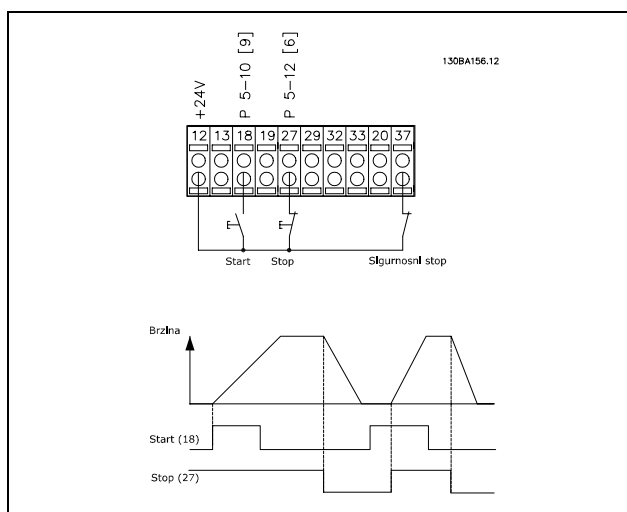 130BA156.12
+24V
P 5-10 [9]
P 5-12 [6]
12 13 18 19 27 29 32 33 20 37
Start Stop Sigurnosni stop
Brzina
Start (18)
Stop (27)